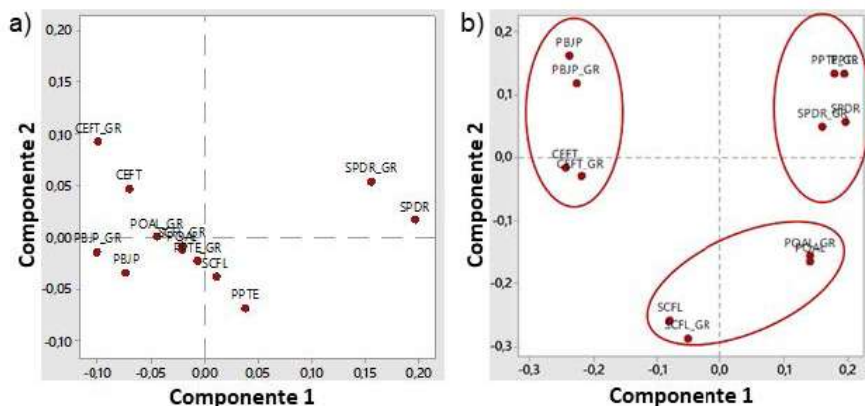 a)
Componente 2
0,20
0,15
0,10
0,05
0,00
-0,05
-0,10
CEFT_GR
CEFT
SPDR_GR
SPDR
POAL_GR
POAL
PBJP_GR
PPTE_GR
PBJP
SCFL
PPTE
-0,10
-0,05
0,00
0,05
0,10
0,15
0,20
Componente 1
b)
Componente 2
0,2
0,1
0,0
-0,1
-0,2
-0,3
PBJP
PBJP_GR
CEFT
CEFT_GR
SPDR_GR
SPDR
POAL_GR
POAL
SCFL
SCFL_GR
-0,3
-0,2
-0,1
0,0
0,1
0,2
Componente 1